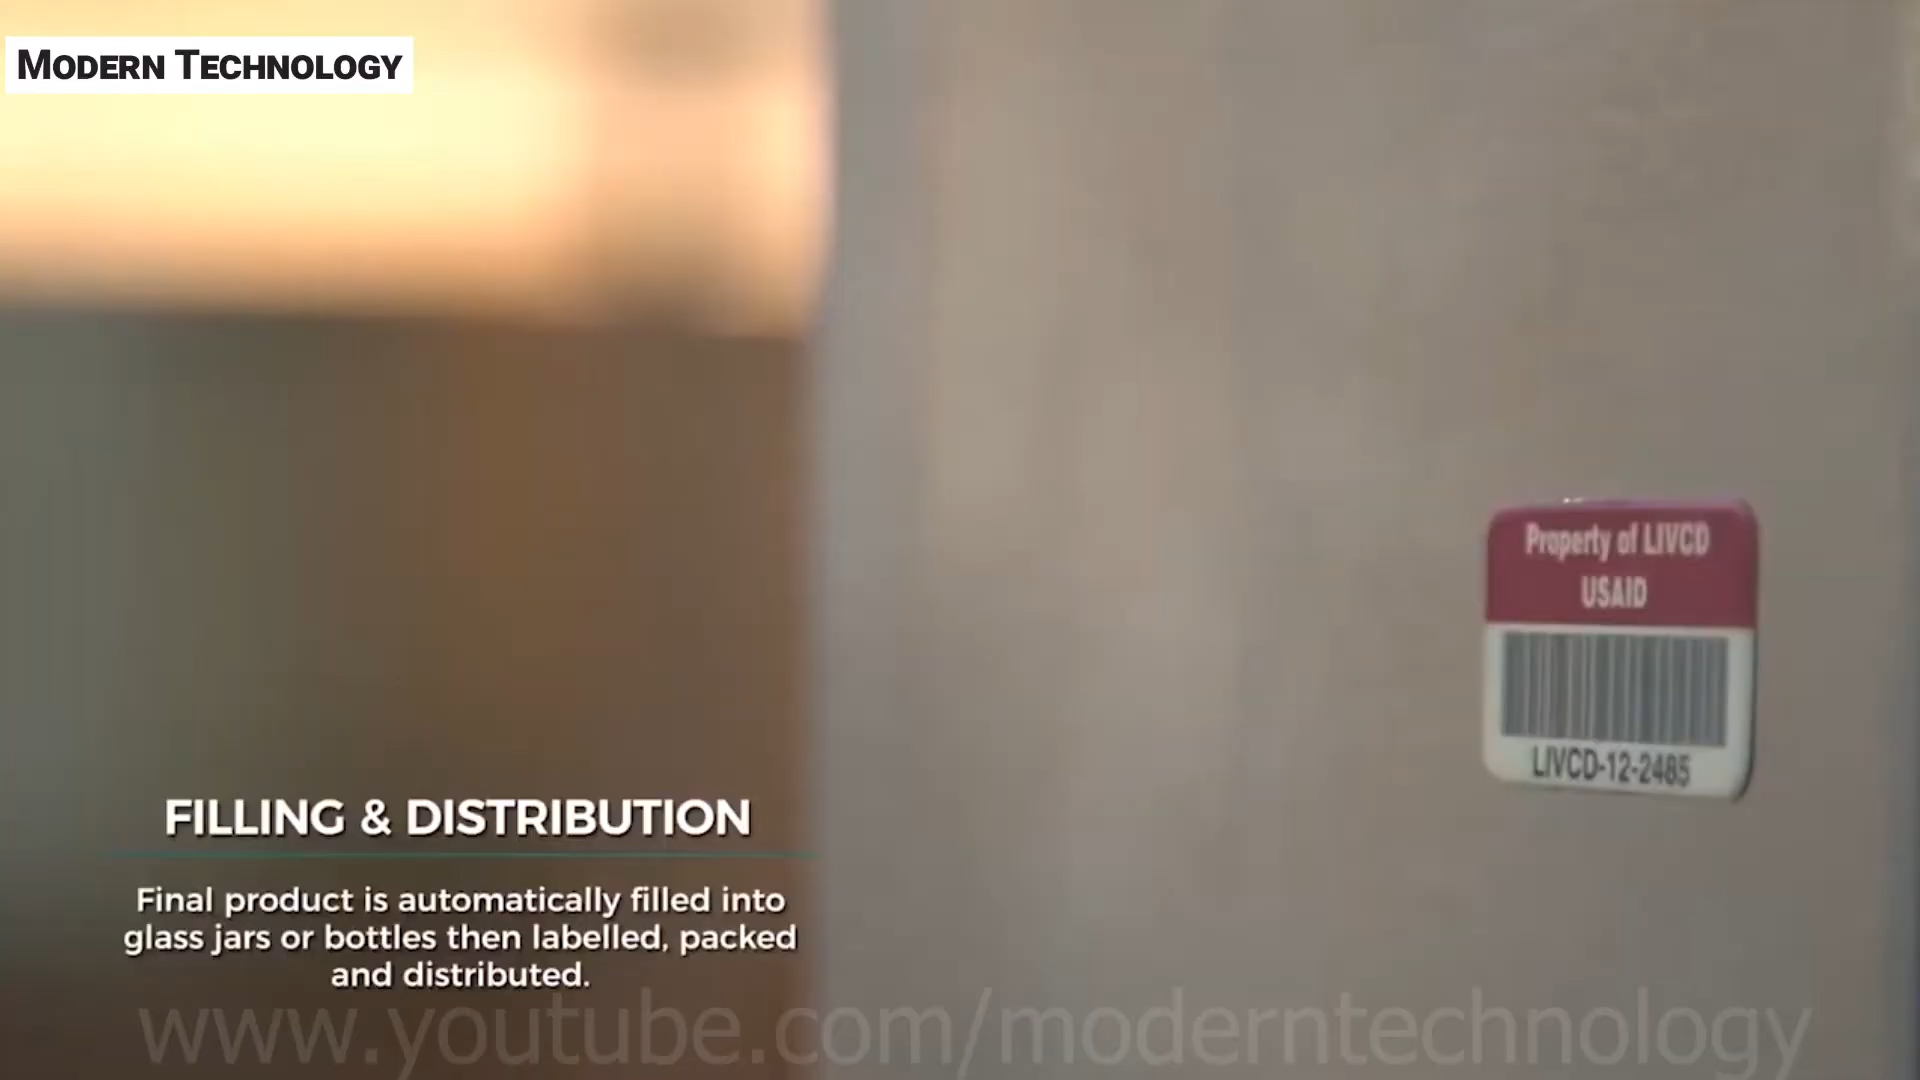 MODERN TECHNOLOGY
Property of LIVCD
USAID
LIVCD-12-2485
FILLING & DISTRIBUTION
Final product is automatically filled into
glass jars or bottles then labelled, packed
and distributed.
www.youtube.com/moderntechnology